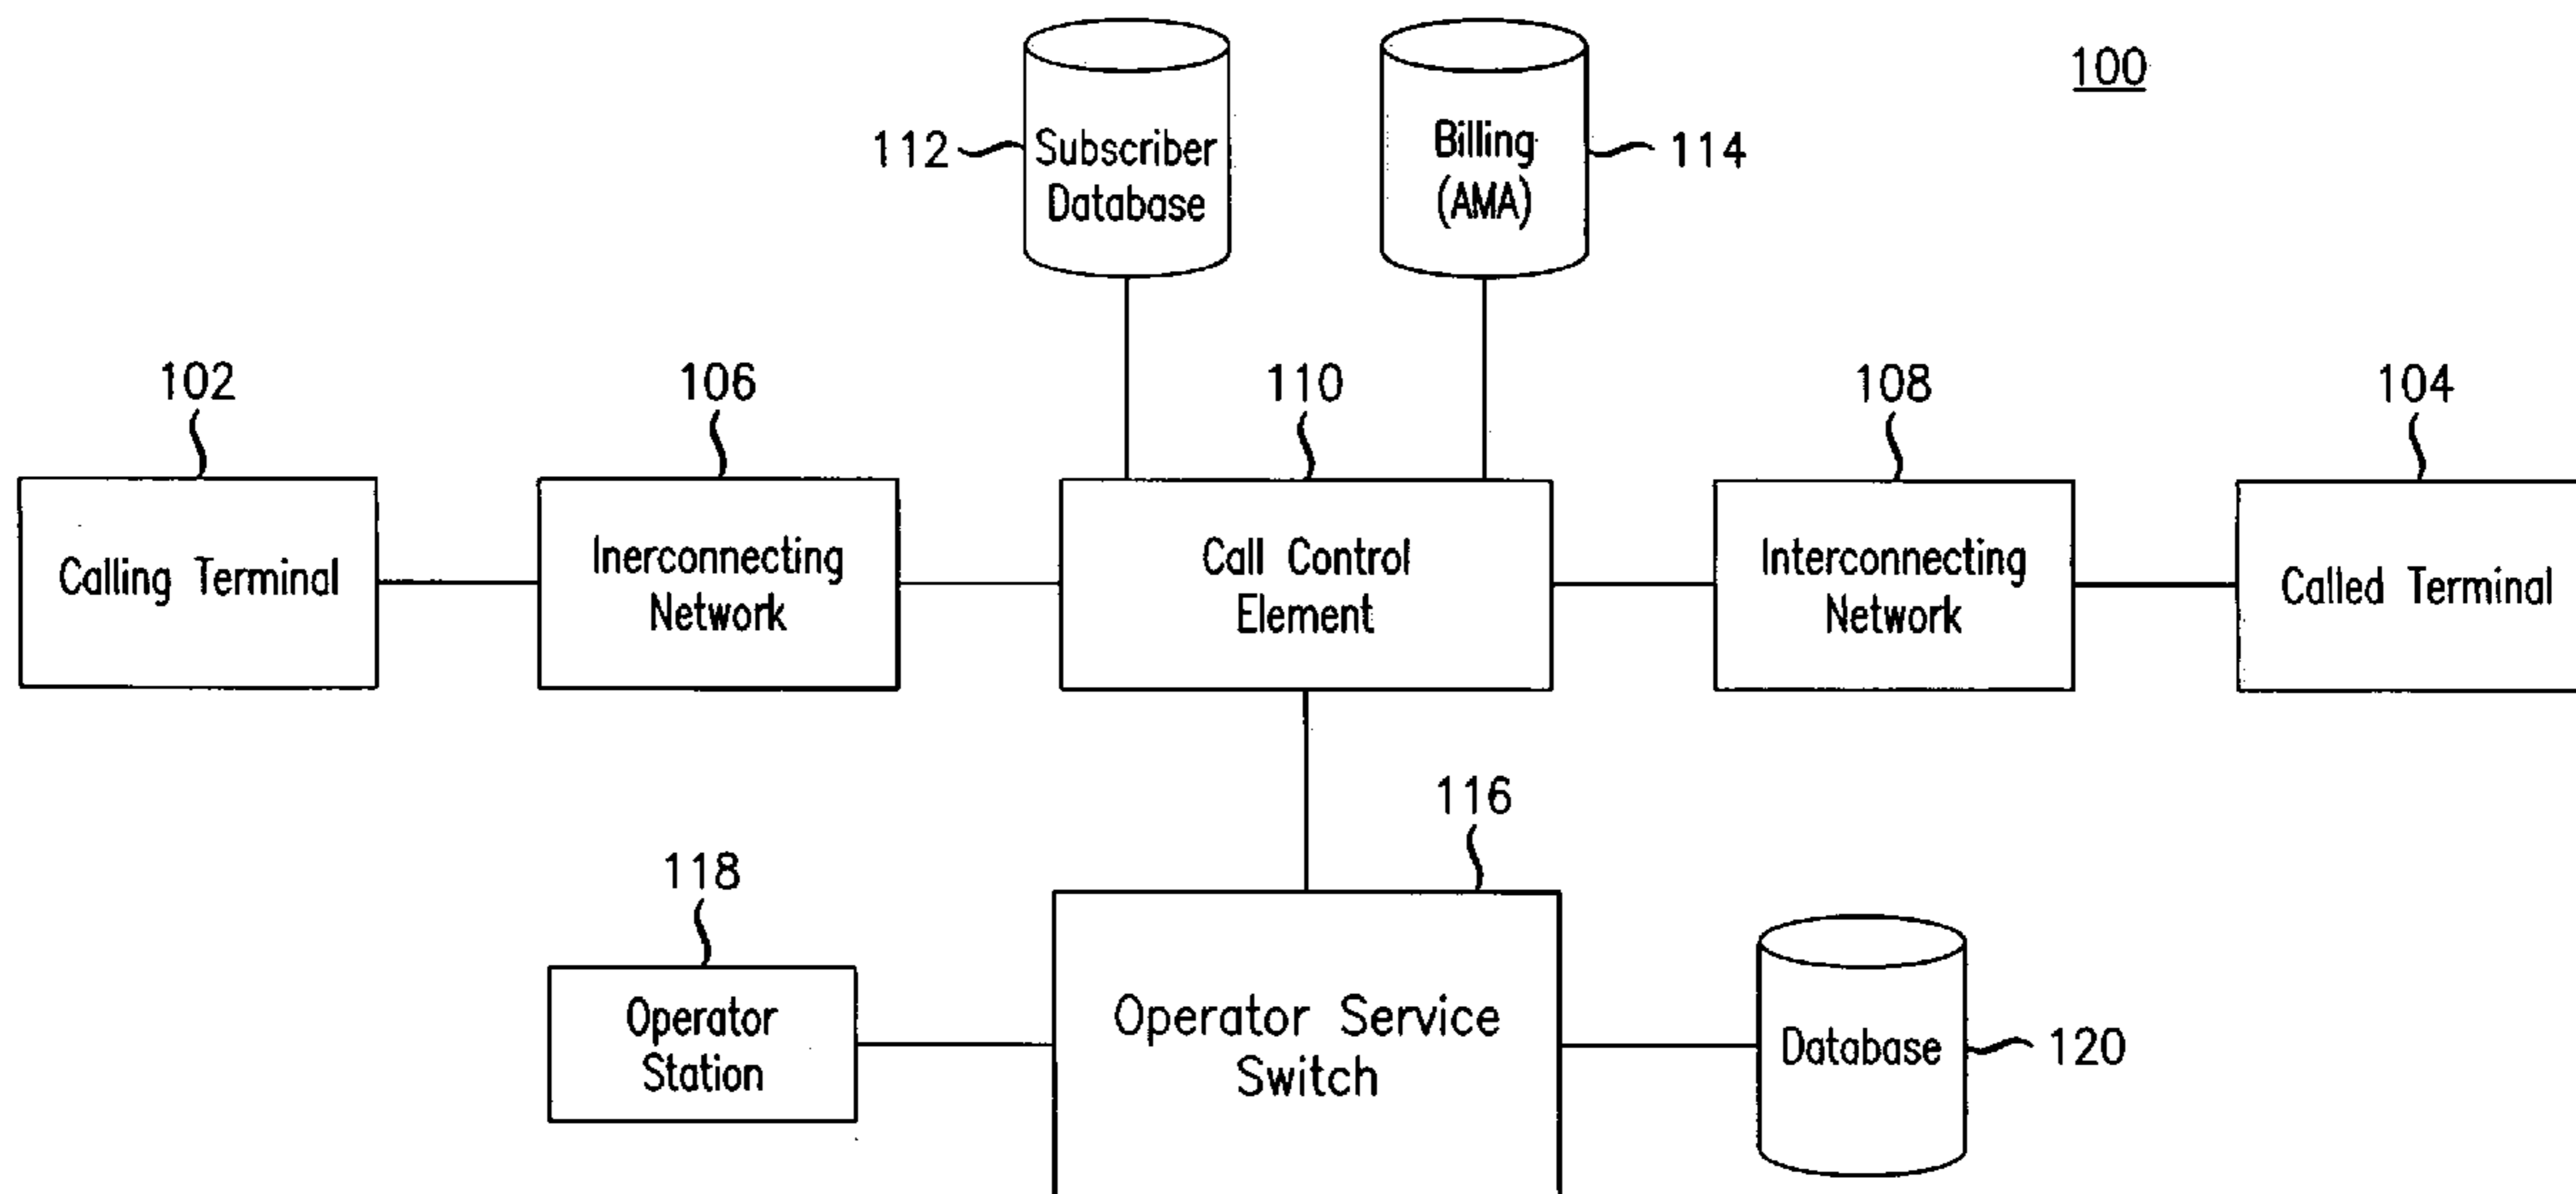 100
112
Subscriber
Database
Billing
(AMA)
114
102
106
110
108
104
Calling Terminal
Inerconnecting
Network
Call Control
Element
Interconnecting
Network
Called Terminal
116
118
Operator
Station
Operator Service
Switch
Database
120